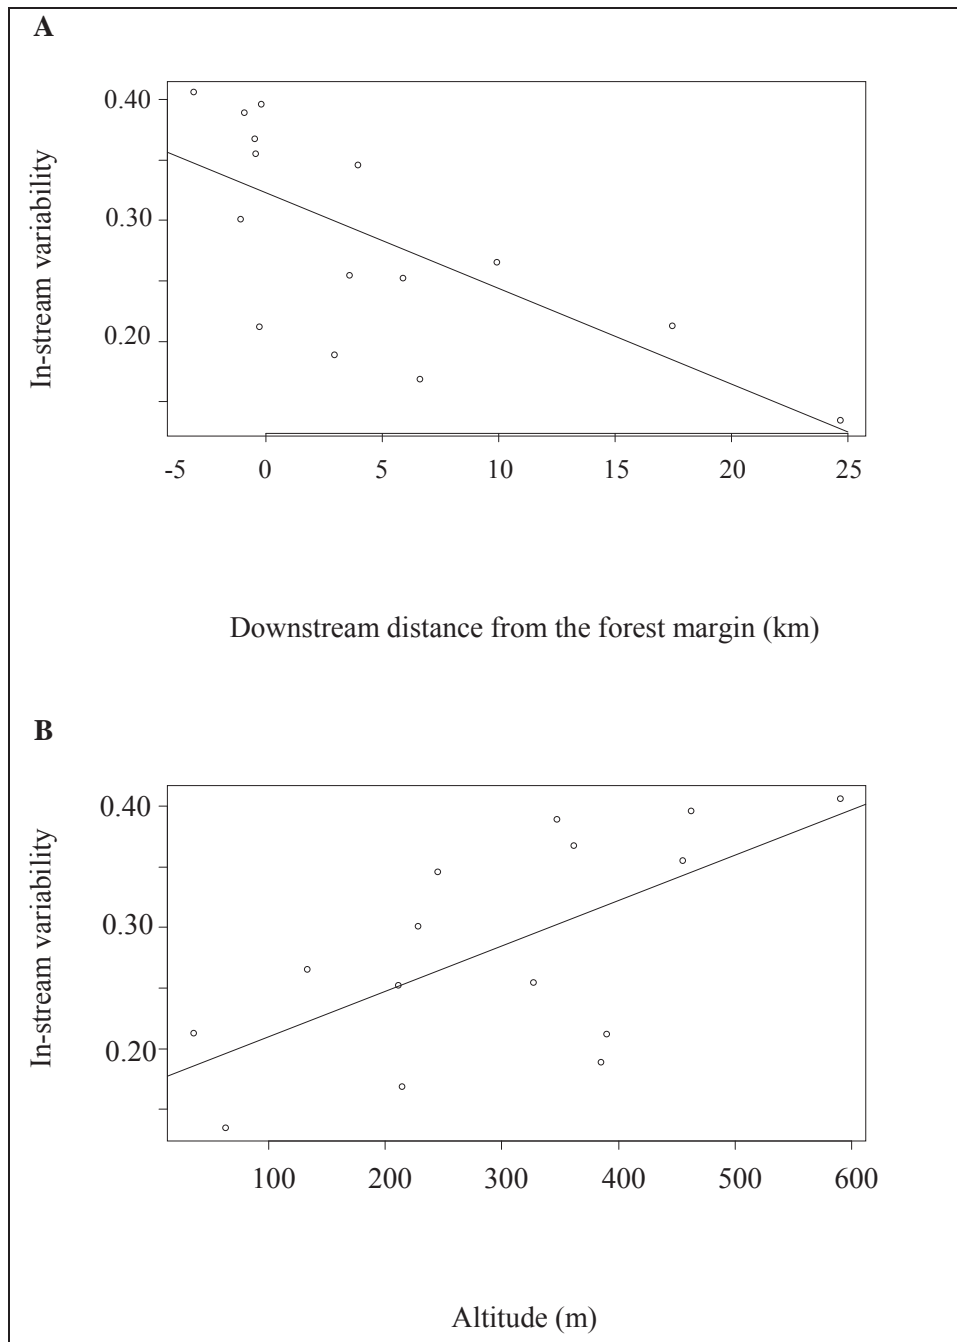 A
0.40
0.30
0.20
In-stream variability
-5 0 5 10 15 20 25
Downstream distance from the forest margin (km)
B
0.40
0.30
0.20
In-stream variability
100 200 300 400 500 600
Altitude (m)